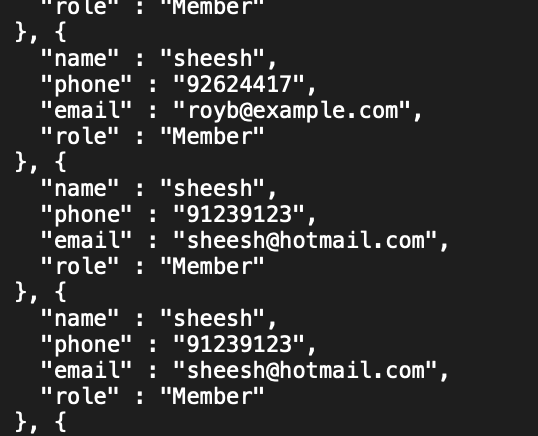 "role" : "Member"
}, {
"name" : "sheesh",
"phone" : "92624417",
"email" : "royb@example.com",
"role" : "Member"
}, {
"name" : "sheesh",
"phone" : "91239123",
"email" : "sheesh@hotmail.com",
"role" : "Member"
}, {
"name" : "sheesh",
"phone" : "91239123",
"email" : "sheesh@hotmail.com",
"role" : "Member"
}, {